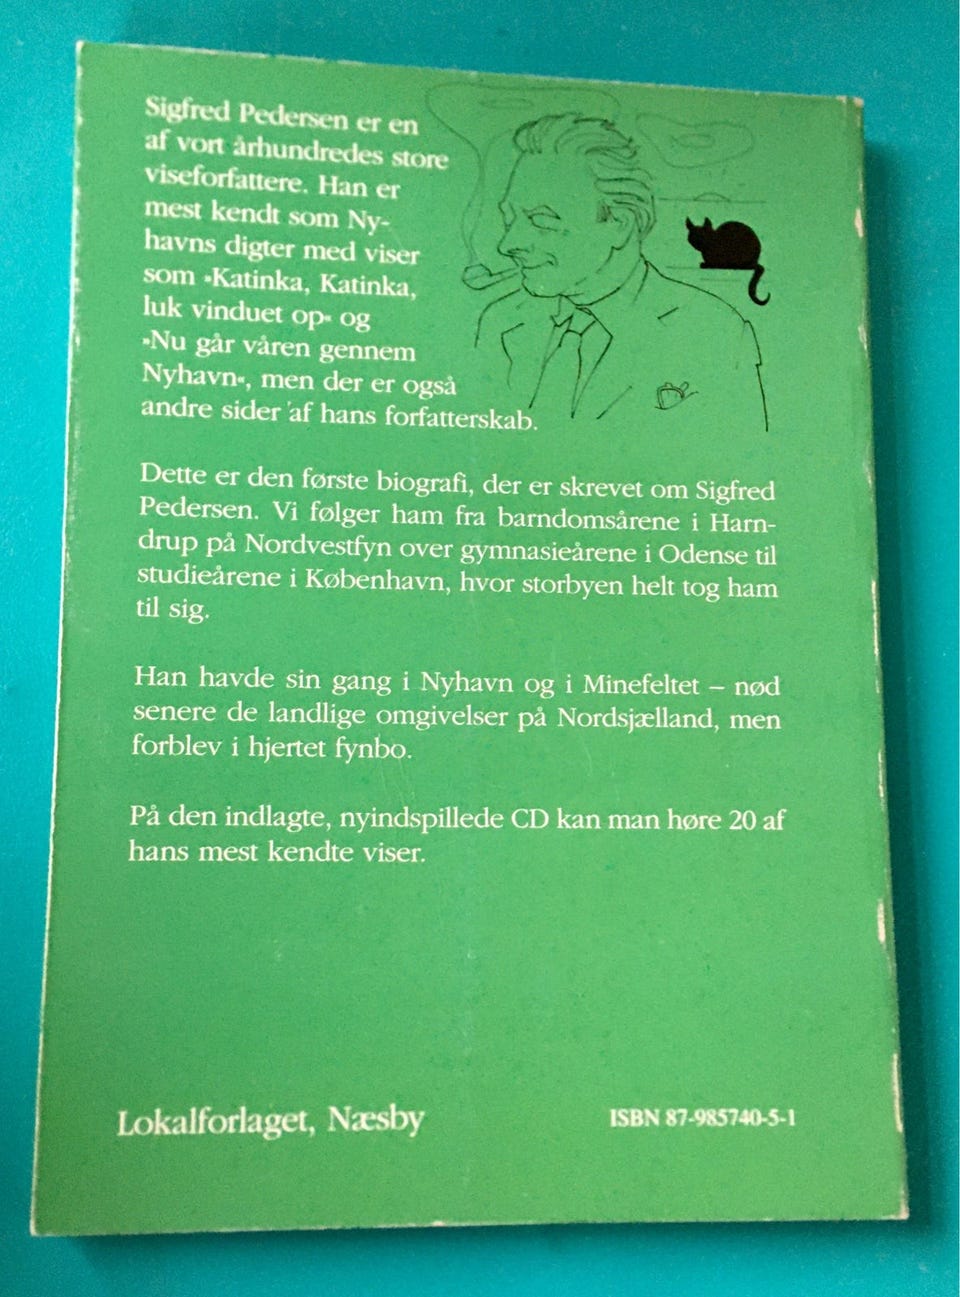 Sigfred Pedersen er en
af vort århundredes store
viseforfattere. Han er
mest kendt som Ny-
havns digter med viser
som »Katinka, Katinka,
luk vinduet op« og
»Nu går våren gennem
Nyhavn«, men der er også
andre sider af hans forfatterskab.
Dette er den første biografi, der er skrevet om Sigfred
Pedersen. Vi følger ham fra barndomsårene i Harn-
drup på Nordvestfyn over gymnasieårene i Odense til
studieårene i København, hvor storbyen helt tog ham
til sig.
Han havde sin gang i Nyhavn og i Minefeltet – nød
senere de landlige omgivelser på Nordsjælland, men
forblev i hjertet fynbo.
På den indlagte, nyindspillede CD kan man høre 20 af
hans mest kendte viser.
Lokalforlaget, Næsby
ISBN 87-985740-5-1